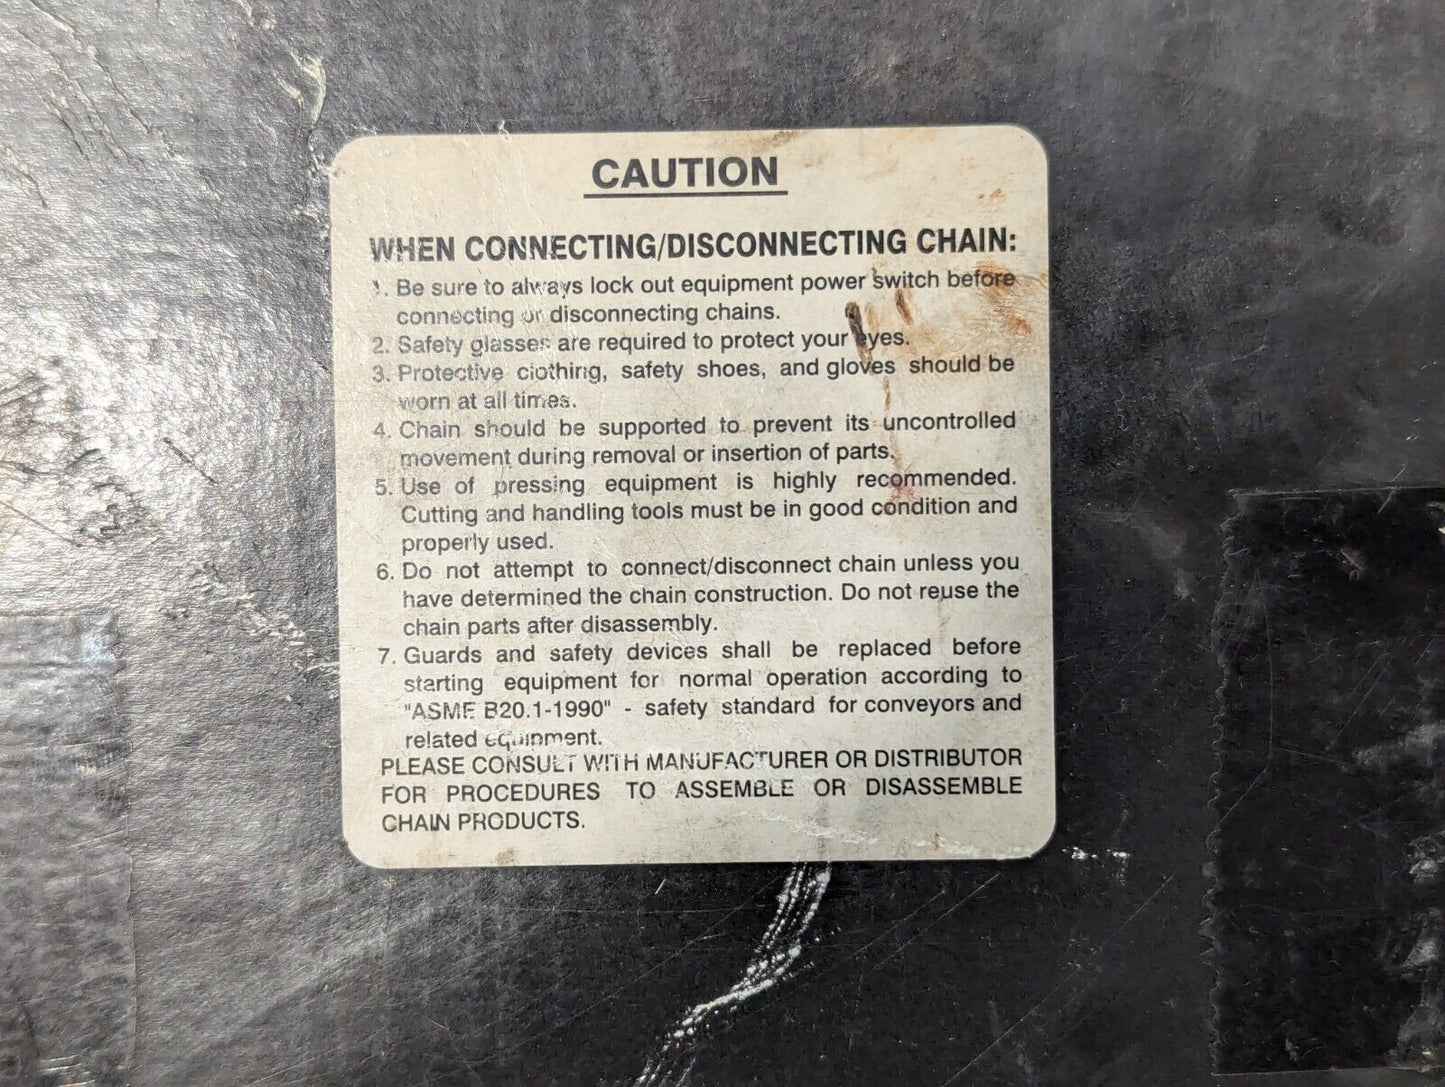 CAUTION
WHEN CONNECTING/DISCONNECTING CHAIN:
1. Be sure to always lock out equipment power switch before
connecting or disconnecting chains.
2. Safety glasses are required to protect your eyes.
3. Protective clothing, safety shoes, and gloves should be
worn at all times.
4. Chain should be supported to prevent its uncontrolled
movement during removal or insertion of parts.
5. Use of pressing equipment is highly recommended.
Cutting and handling tools must be in good condition and
properly used.
6. Do not attempt to connect/disconnect chain unless you
have determined the chain construction. Do not reuse the
chain parts after disassembly.
7. Guards and safety devices shall be replaced before
starting equipment for normal operation according to
"ASME B20.1-1990" - safety standard for conveyors and
related equipment.
PLEASE CONSULT WITH MANUFACTURER OR DISTRIBUTOR
FOR PROCEDURES TO ASSEMBLE OR DISASSEMBLE
CHAIN PRODUCTS.